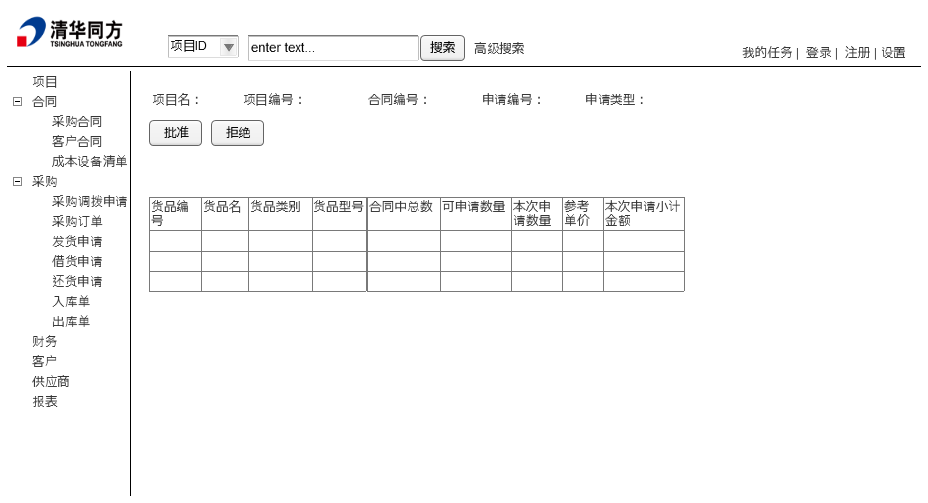 清华同方
TSINGHUA TONGFANG
项目ID
enter text...
搜索
高级搜索
我的任务 | 登录 | 注册 | 设置
项目
合同
采购合同
客户合同
成本设备清单
采购
采购调拨申请
采购订单
发货申请
借货申请
还货申请
入库单
出库单
财务
客户
供应商
报表
项目名： 项目编号： 合同编号： 申请编号： 申请类型：
批准 拒绝
货品编
号
货品名
货品类别
货品型号
合同中总数
可申请数量
本次申
请数量
参考
单价
本次申请小计
金额